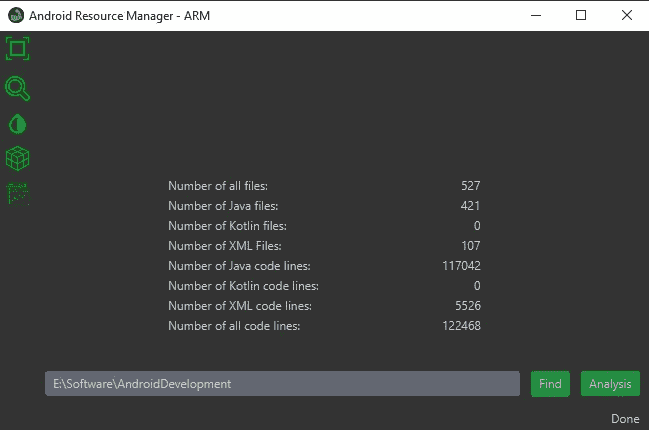 Android Resource Manager - ARM
Number of all files: 527
Number of Java files: 421
Number of Kotlin files: 0
Number of XML Files: 107
Number of Java code lines: 117042
Number of Kotlin code lines: 0
Number of XML code lines: 5526
Number of all code lines: 122468
E:\Software\AndroidDevelopment Find Analysis
Done